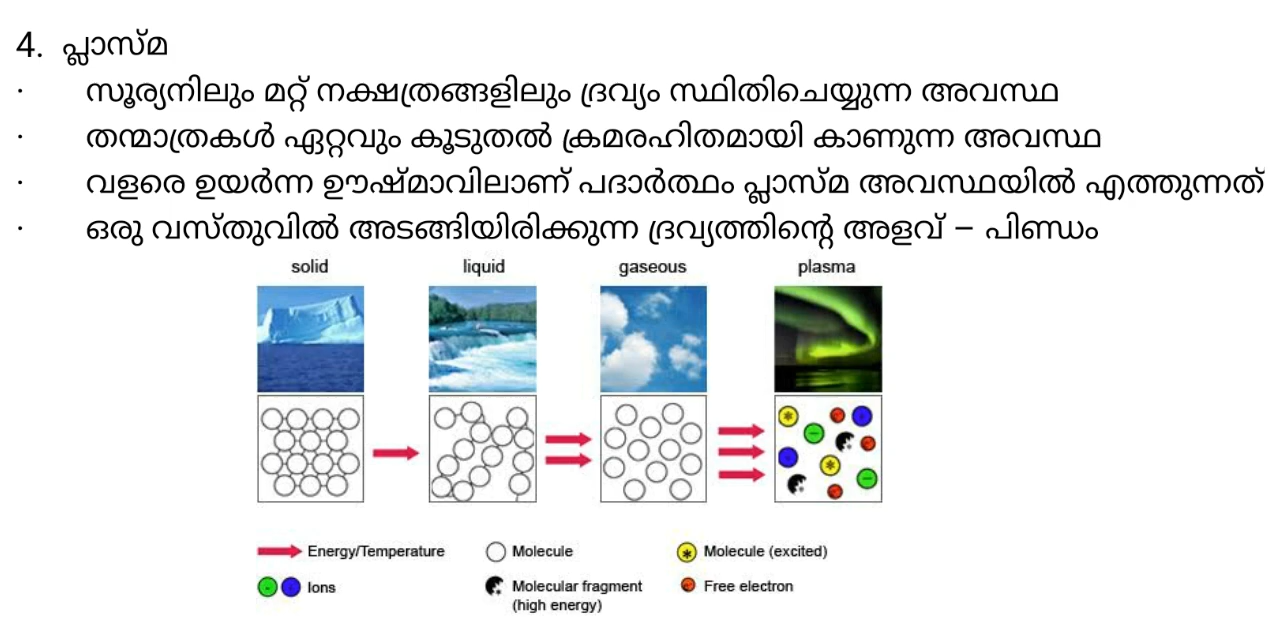 4. പ്ലാസ്മ
· സൂര്യനിലും മറ്റ് നക്ഷത്രങ്ങളിലും ദ്രവ്യം സ്ഥിതിചെയ്യുന്ന അവസ്ഥ
· തന്മാത്രകൾ ഏറ്റവും കൂടുതൽ ക്രമരഹിതമായി കാണുന്ന അവസ്ഥ
· വളരെ ഉയർന്ന ഊഷ്മാവിലാണ് പദാർത്ഥം പ്ലാസ്മ അവസ്ഥയിൽ എത്തുന്നത്
· ഒരു വസ്തുവിൽ അടങ്ങിയിരിക്കുന്ന ദ്രവ്യത്തിന്റെ അളവ് – പിണ്ഡം
solid liquid gaseous plasma
Energy/Temperature Molecule Molecule (excited)
Ions Molecular fragment Free electron
(high energy)